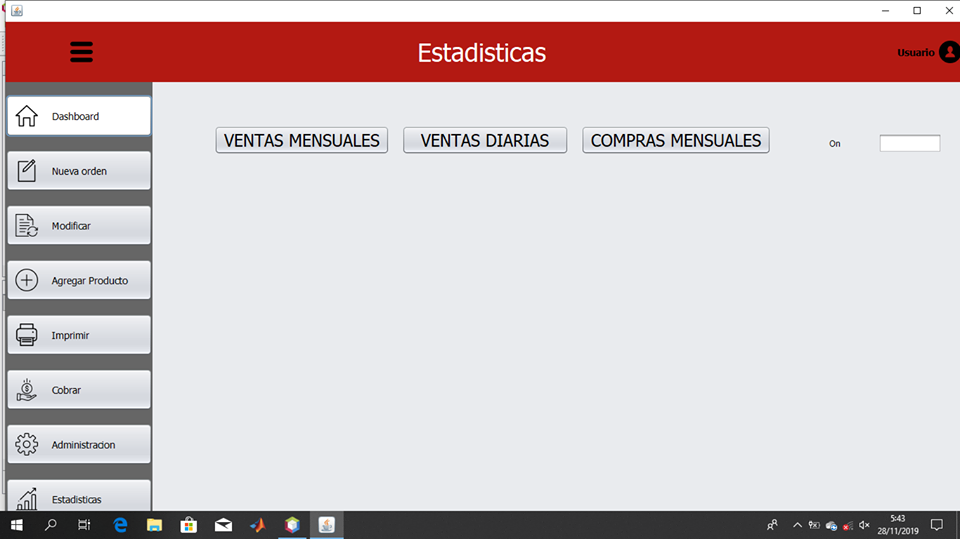 Estadisticas
Usuario
Dashboard
VENTAS MENSUALES
VENTAS DIARIAS
COMPRAS MENSUALES
On
Nueva orden
Modificar
Agregar Producto
Imprimir
Cobrar
Administracion
Estadisticas
5:43
28/11/2019